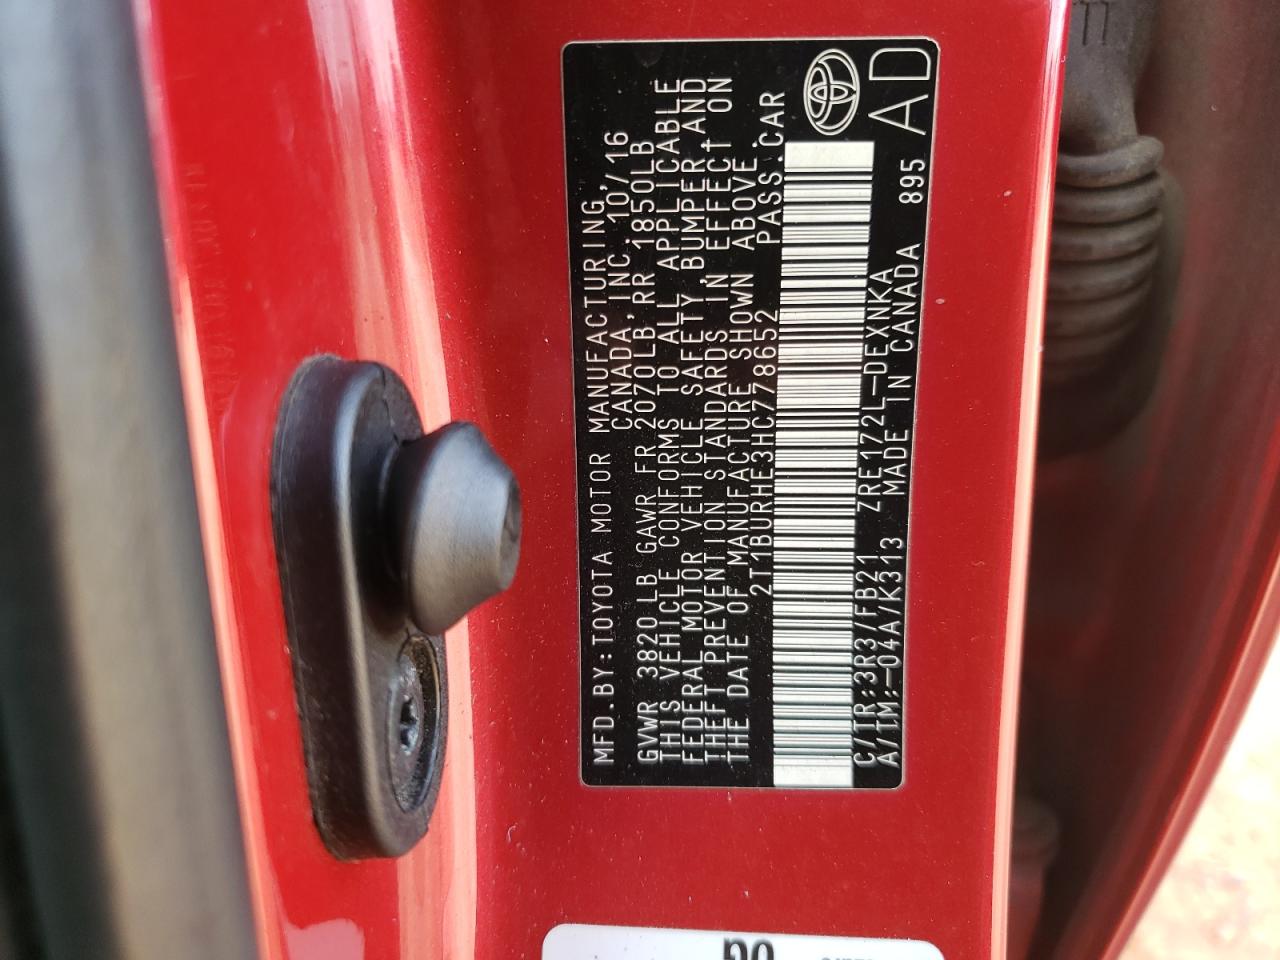 MFD.BY:TOYOTA MOTOR MANUFACTURING,
CANADA, INC. 10/16
GVWR 3820 LB GAWR FR 2070LB, RR 1850LB
THIS VEHICLE CONFORMS TO ALL APPLICABLE
FEDERAL MOTOR VEHICLE SAFETY, BUMPER, AND
THEFT PREVENTION STANDARDS IN EFFECT ON
THE DATE OF MANUFACTURE SHOWN ABOVE.
2T1BURHE3HC778652 PASS.CAR
C/TR:3R3/FB21 ZRE172L-DEXNKA 895
A/TM:-04A/K313 MADE IN CANADA
AD